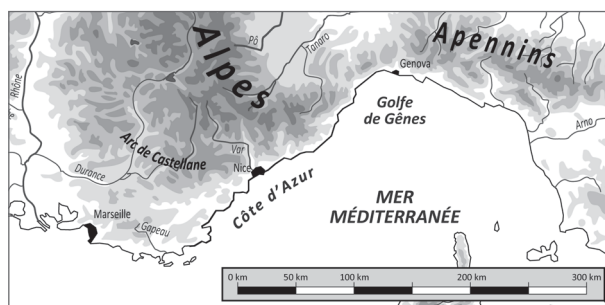 Alpes
Apennins
Pô
Tanaro
Genova
Rhône
Golfe
de Gênes
Arno
Arc de Castellane
Var
Durance
Nice
Côte d'Azur
MER
MÉDITERRANÉE
Marseille
Gapeau
0 km 50 km 100 km 200 km 300 km